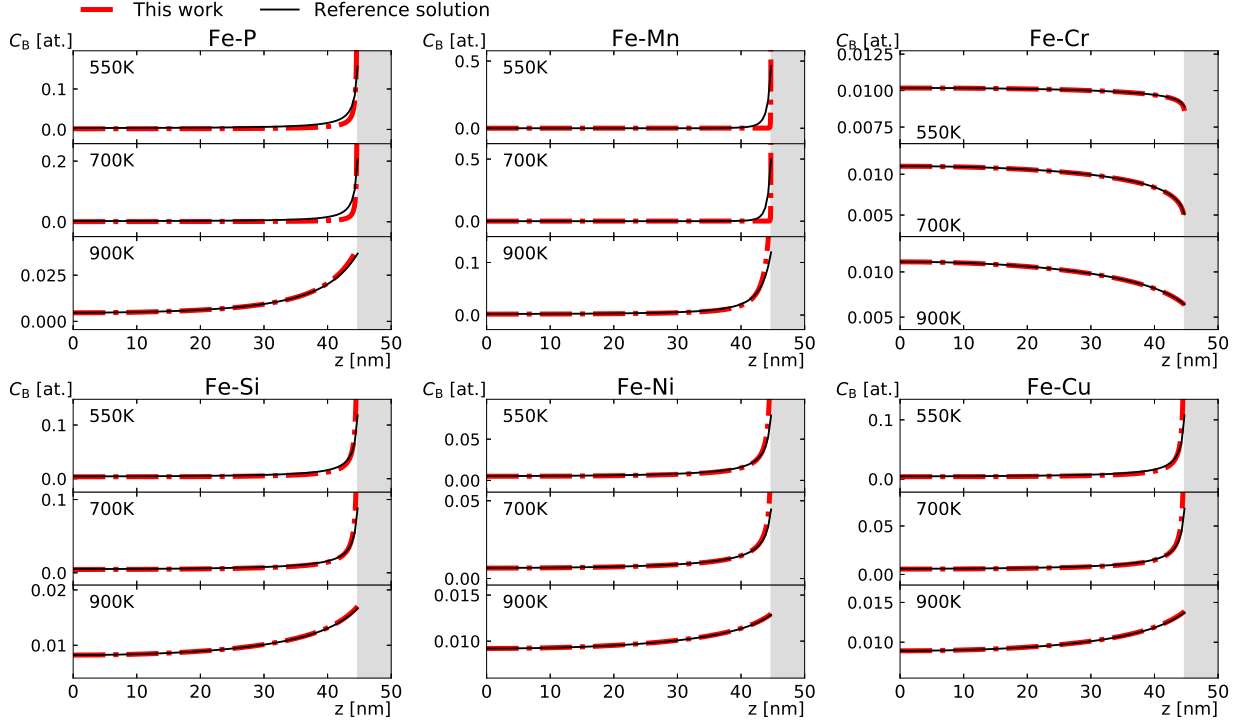 This work   Reference solution
C_B [at.]   Fe-P   C_B [at.]   Fe-Mn   C_B [at.]   Fe-Cr
550K
0.1
0.0
700K
0.2
0.0
900K
0.025
0.000
0 10 20 30 40 50
z [nm]
550K
0.5
0.0
700K
0.5
0.0
900K
0.1
0.0
0 10 20 30 40 50
z [nm]
0.0125
0.0100
0.0075
550K
0.010
0.005
700K
0.010
0.005
900K
0 10 20 30 40 50
z [nm]
C_B [at.]   Fe-Si   C_B [at.]   Fe-Ni   C_B [at.]   Fe-Cu
550K
0.1
0.0
0.1
700K
0.0
0.02
900K
0.01
0 10 20 30 40 50
z [nm]
550K
0.05
0.00
0.05
700K
0.00
0.015
900K
0.010
0 10 20 30 40 50
z [nm]
550K
0.1
0.0
700K
0.05
0.00
900K
0.015
0.010
0 10 20 30 40 50
z [nm]